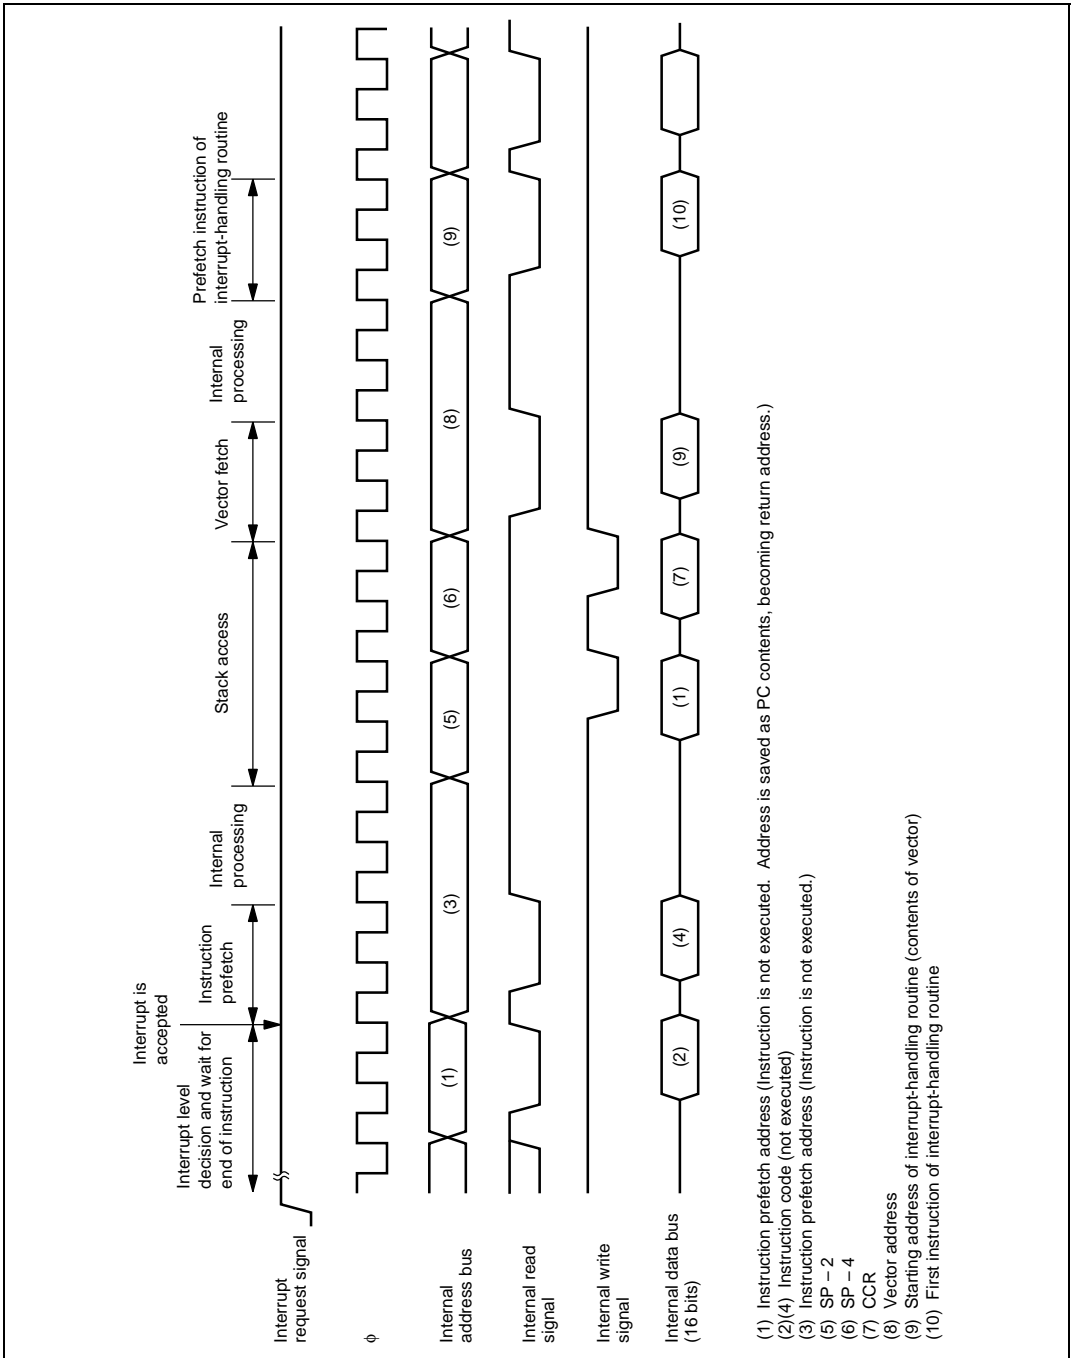 Interrupt is
accepted
Interrupt level
decision and wait for
end of instruction
Instruction
prefetch
Internal
processing
Stack access
Vector fetch
Internal
processing
Prefetch instruction of
interrupt-handling routine
Interrupt
request signal
φ
Internal
address bus
(1)
(3)
(5)
(6)
(8)
(9)
Internal read
signal
Internal write
signal
Internal data bus
(16 bits)
(2)
(4)
(1)
(7)
(9)
(10)
(1) Instruction prefetch address (Instruction is not executed. Address is saved as PC contents, becoming return address.)
(2)(4) Instruction code (not executed)
(3) Instruction prefetch address (Instruction is not executed.)
(5) SP – 2
(6) SP – 4
(7) CCR
(8) Vector address
(9) Starting address of interrupt-handling routine (contents of vector)
(10) First instruction of interrupt-handling routine